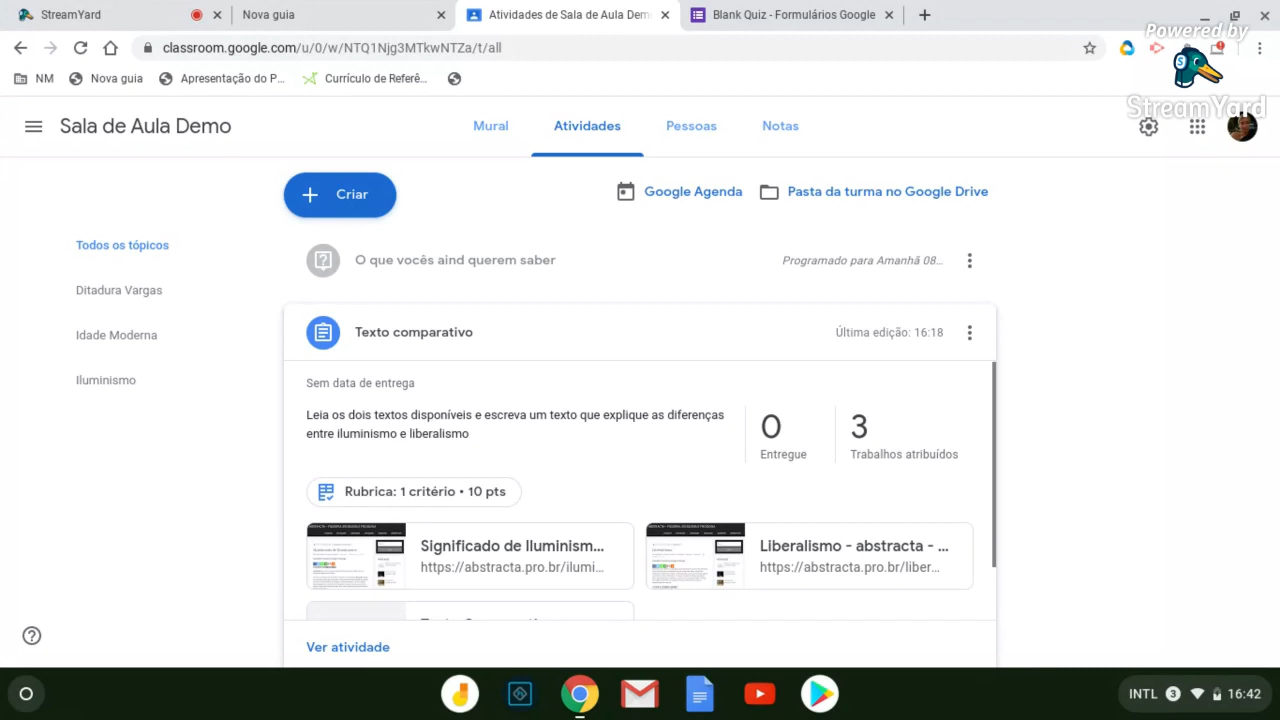 StreamYard
Nova guia
Atividades de Sala de Aula Dem
Blank Quiz - Formulários Google
classroom.google.com/u/0/w/NTQ1Njg3MTkwNTZa/t/all
Powered by
StreamYard
NM
Nova guia
Apresentação do P...
Currículo de Referê...
Sala de Aula Demo
Mural
Atividades
Pessoas
Notas
Criar
Google Agenda
Pasta da turma no Google Drive
Todos os tópicos
Ditadura Vargas
Idade Moderna
Iluminismo
O que vocês aind querem saber
Programado para Amanhã 08...
Texto comparativo
Última edição: 16:18
Sem data de entrega
Leia os dois textos disponíveis e escreva um texto que explique as diferenças
entre iluminismo e liberalismo
0
Entregue
3
Trabalhos atribuídos
Rubrica: 1 critério • 10 pts
Significado de Iluminism...
https://abstracta.pro.br/ilumi...
Liberalismo - abstracta - ...
https://abstracta.pro.br/liber...
Ver atividade
INTL
3
16:42